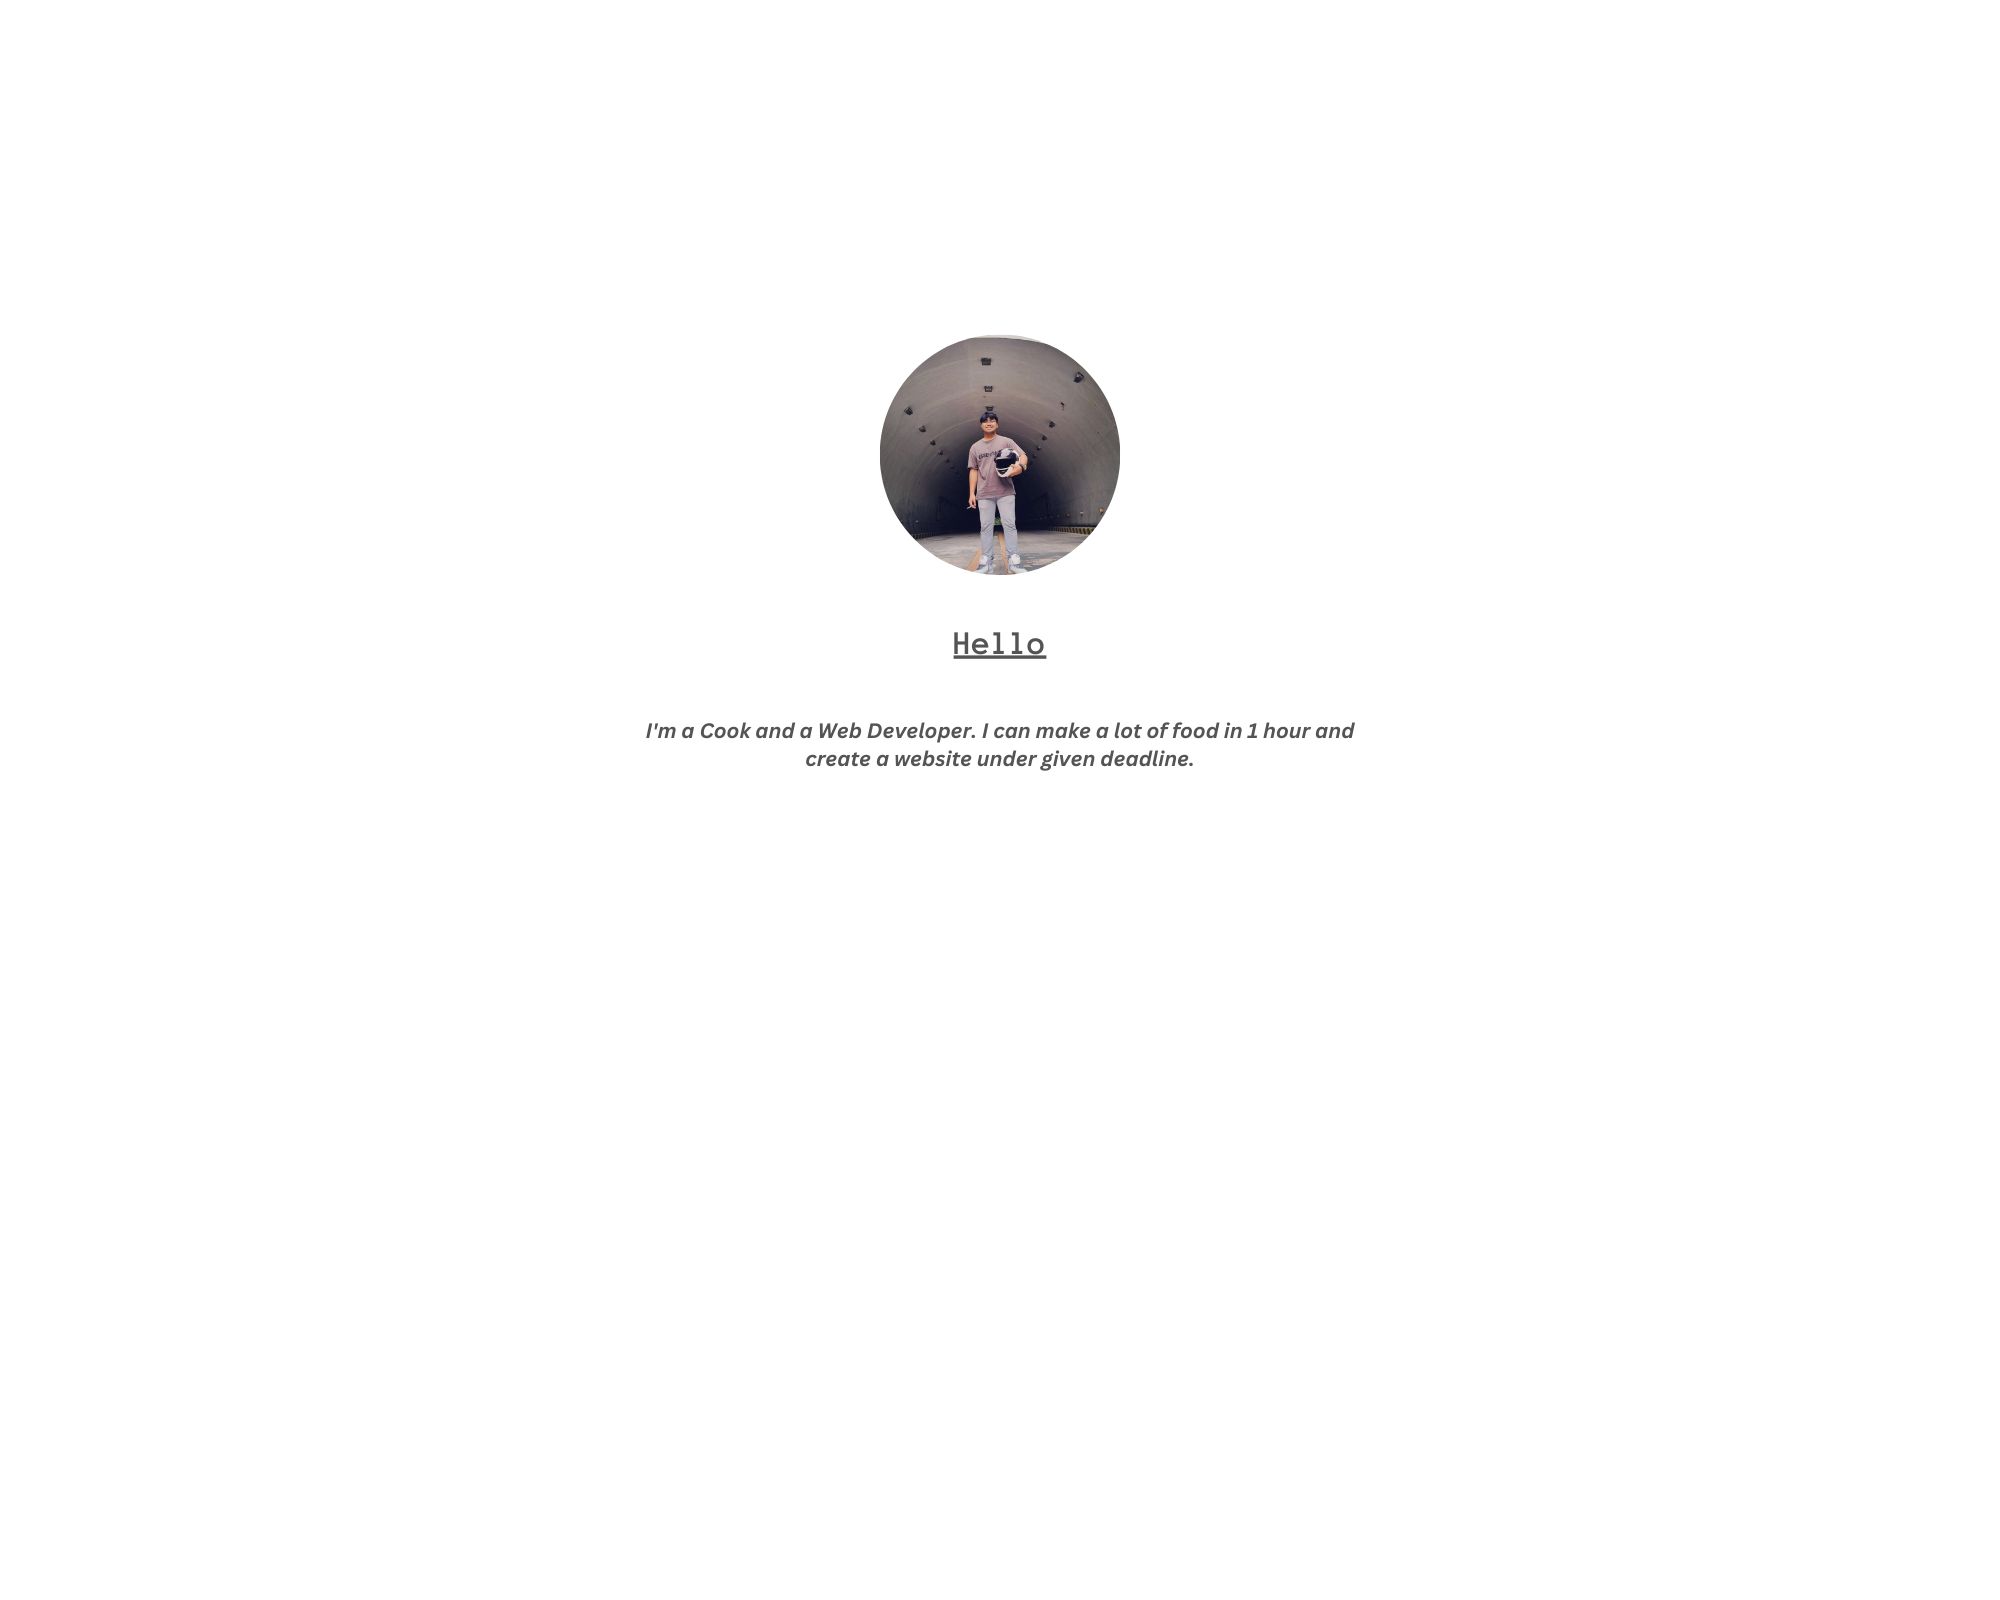 Hello
I'm a Cook and a Web Developer. I can make a lot of food in 1 hour and
create a website under given deadline.